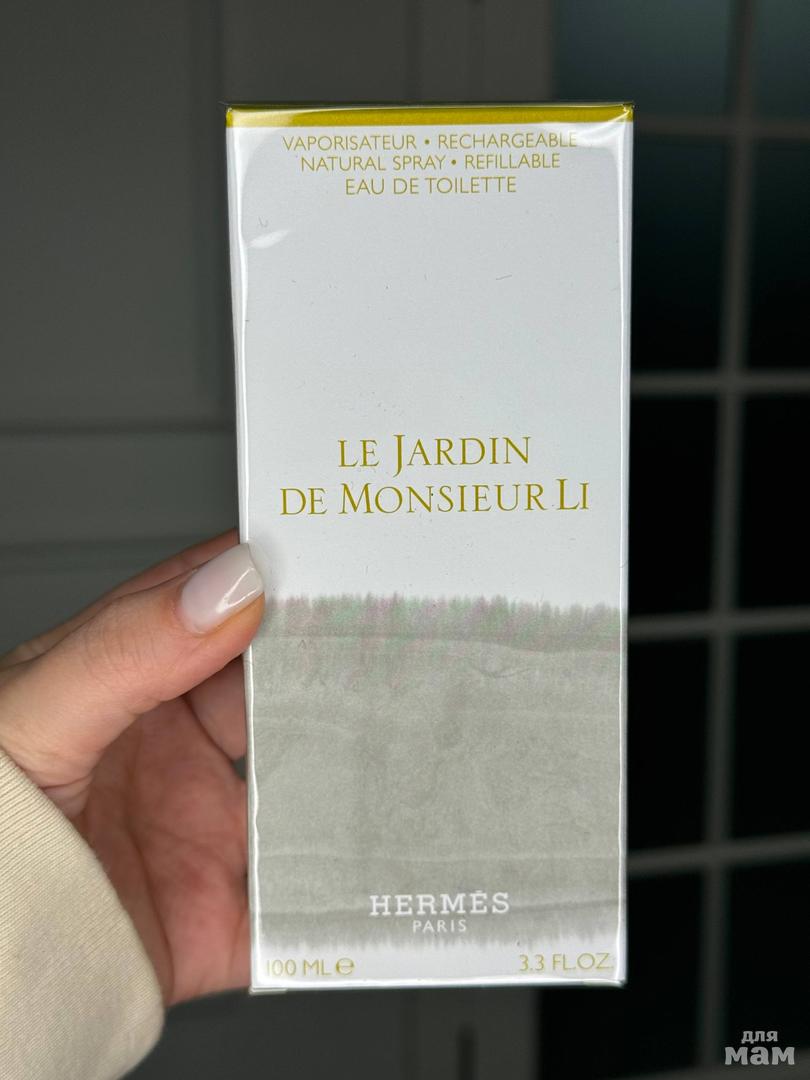 VAPORISATEUR • RECHARGEABLE
NATURAL SPRAY • REFILLABLE
EAU DE TOILETTE
LE JARDIN
DE MONSIEUR LI
HERMÈS
PARIS
100 ML e 3.3 FL.OZ.
для
мам